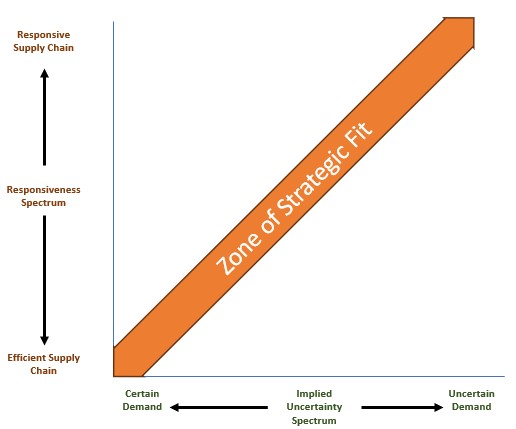 Responsive
Supply Chain
Zone of Strategic Fit
Responsiveness
Spectrum
Efficient Supply
Chain
Certain
Demand
Implied
Uncertainty
Spectrum
Uncertain
Demand